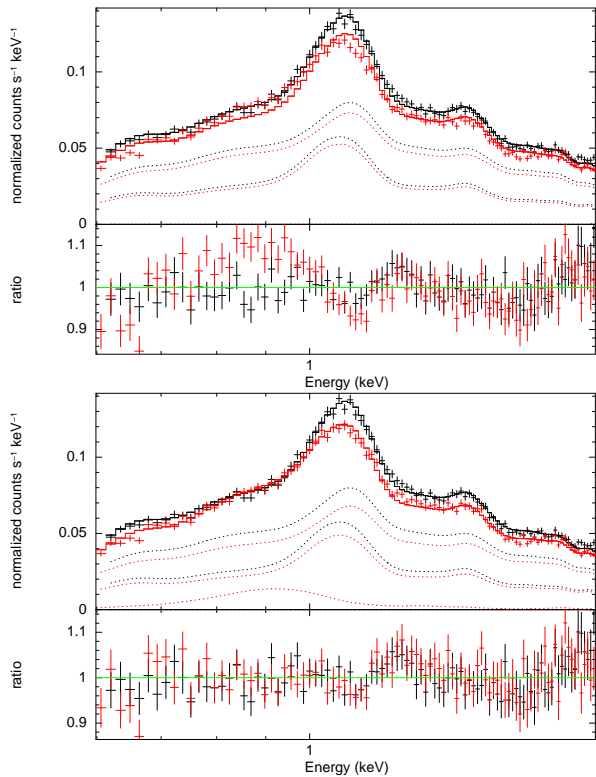 normalized counts s⁻¹ keV⁻¹
0.1
0.05
0
ratio
1.1
1
0.9
1
Energy (keV)
normalized counts s⁻¹ keV⁻¹
0.1
0.05
0
ratio
1.1
1
0.9
1
Energy (keV)